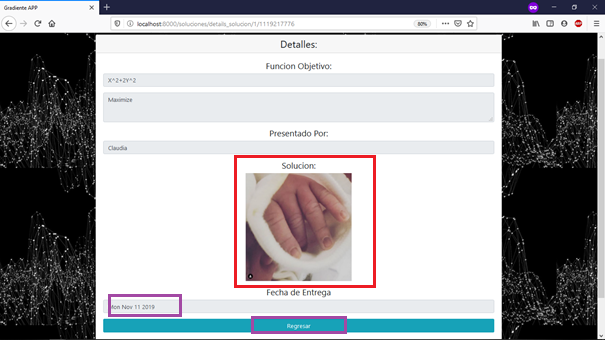 Gradiente APP
localhost:8000/soluciones/details_solucion/1/1119217776
80%
Detalles:
Funcion Objetivo:
X^2+2Y^2
Maximize
Presentado Por:
Claudia
Solucion:
Fecha de Entrega
Mon Nov 11 2019
Regresar